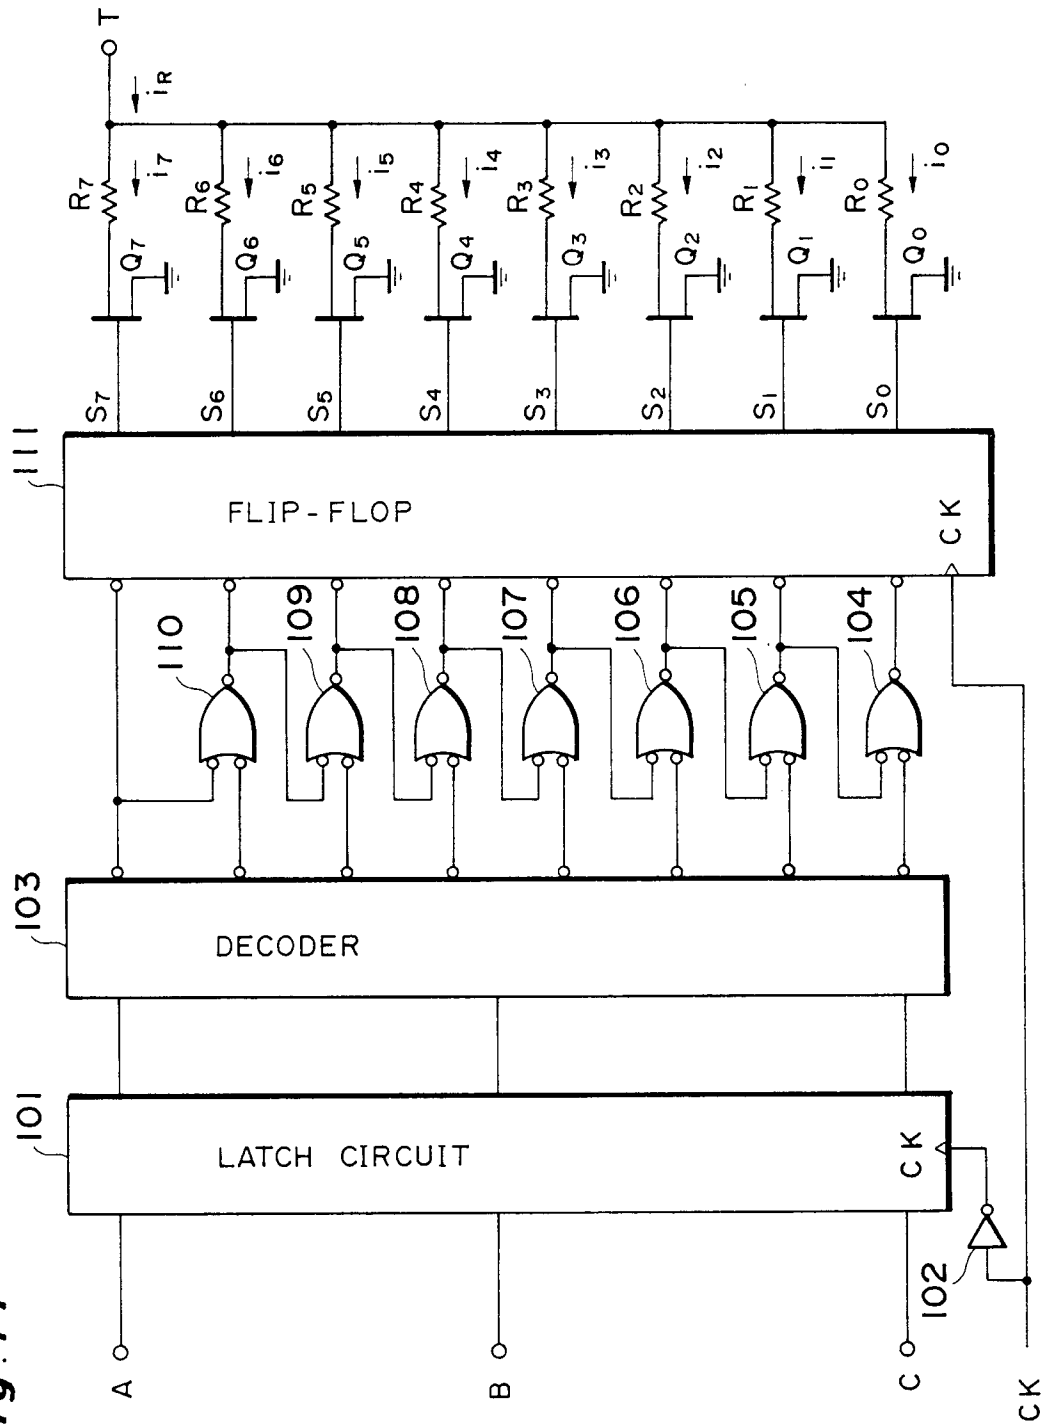 T
iR
R7
i7
Q7
S7
R6
i6
Q6
S6
R5
i5
Q5
S5
R4
i4
Q4
S4
R3
i3
Q3
S3
R2
i2
Q2
S2
R1
i1
Q1
S1
R0
i0
Q0
S0
111
FLIP-FLOP
CK
110
109
108
107
106
105
104
103
DECODER
101
LATCH CIRCUIT
CK
102
A
B
C
CK